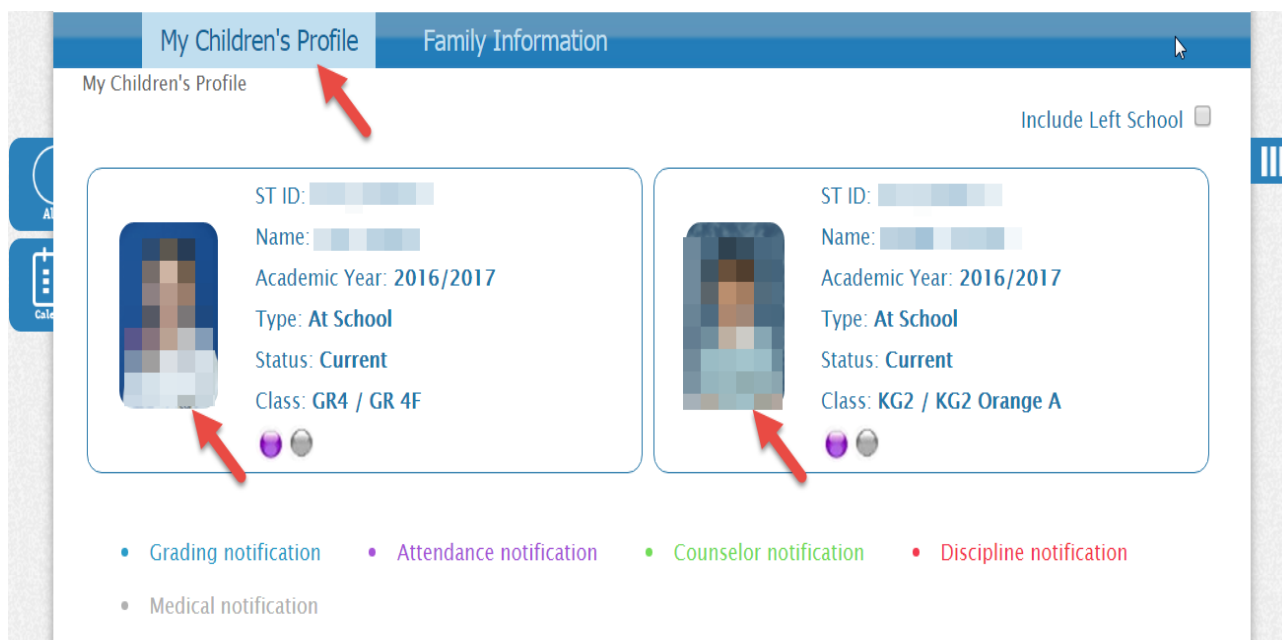 My Children's Profile Family Information
My Children's Profile
Include Left School
ST ID:
Name:
Academic Year: 2016/2017
Type: At School
Status: Current
Class: GR4 / GR 4F
ST ID:
Name:
Academic Year: 2016/2017
Type: At School
Status: Current
Class: KG2 / KG2 Orange A
• Grading notification • Attendance notification • Counselor notification • Discipline notification
• Medical notification